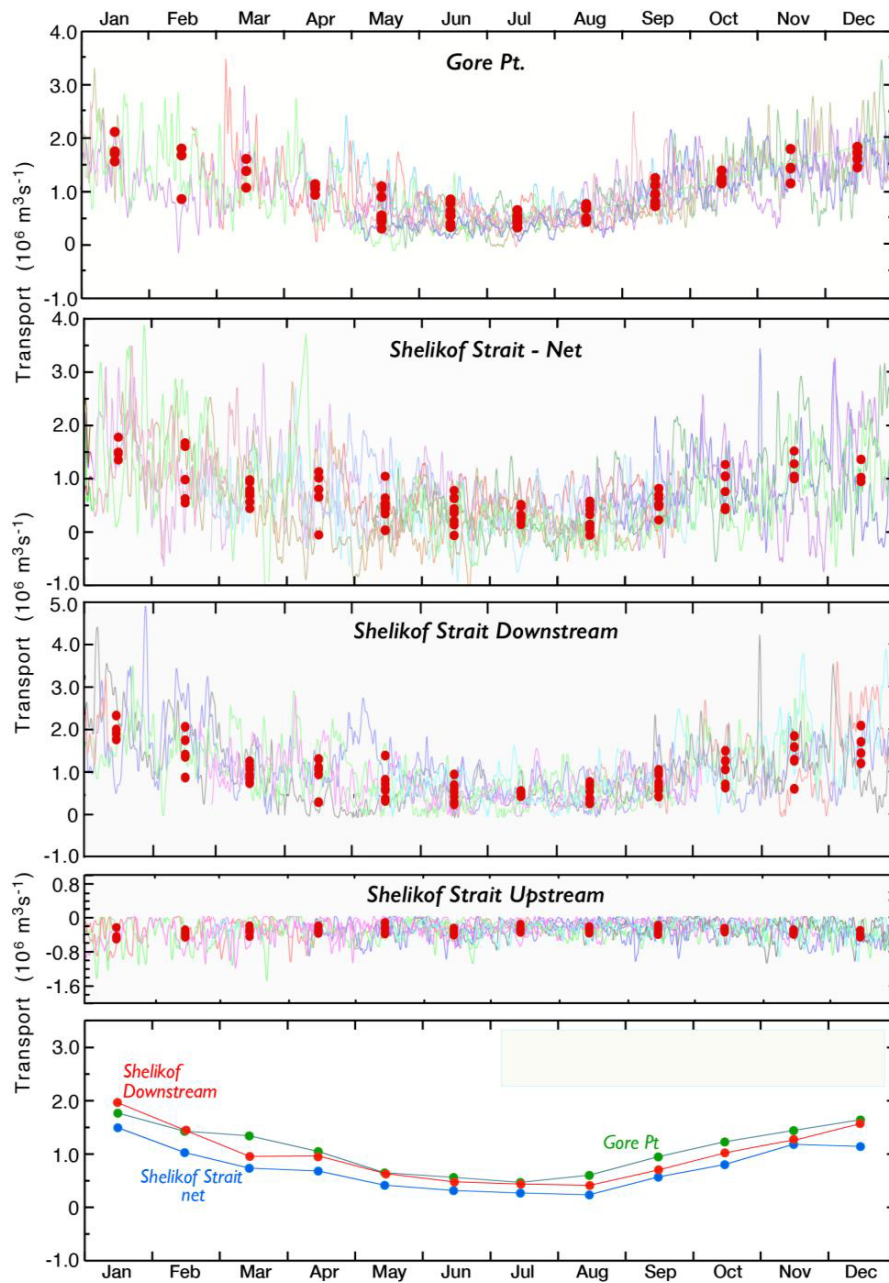 Jan Feb Mar Apr May Jun Jul Aug Sep Oct Nov Dec
Gore Pt.
4.0
3.0
2.0
1.0
0
-1.0
Transport (10⁶ m³s⁻¹)
Shelikof Strait - Net
4.0
3.0
2.0
1.0
0
-1.0
Transport (10⁶ m³s⁻¹)
Shelikof Strait Downstream
5.0
4.0
3.0
2.0
1.0
0
-1.0
Shelikof Strait Upstream
0.8
0
-0.8
-1.6
Transport (10⁶ m³s⁻¹)
3.0
2.0
1.0
0
-1.0
Shelikof
Downstream
Gore Pt
Shelikof Strait
net
Jan Feb Mar Apr May Jun Jul Aug Sep Oct Nov Dec